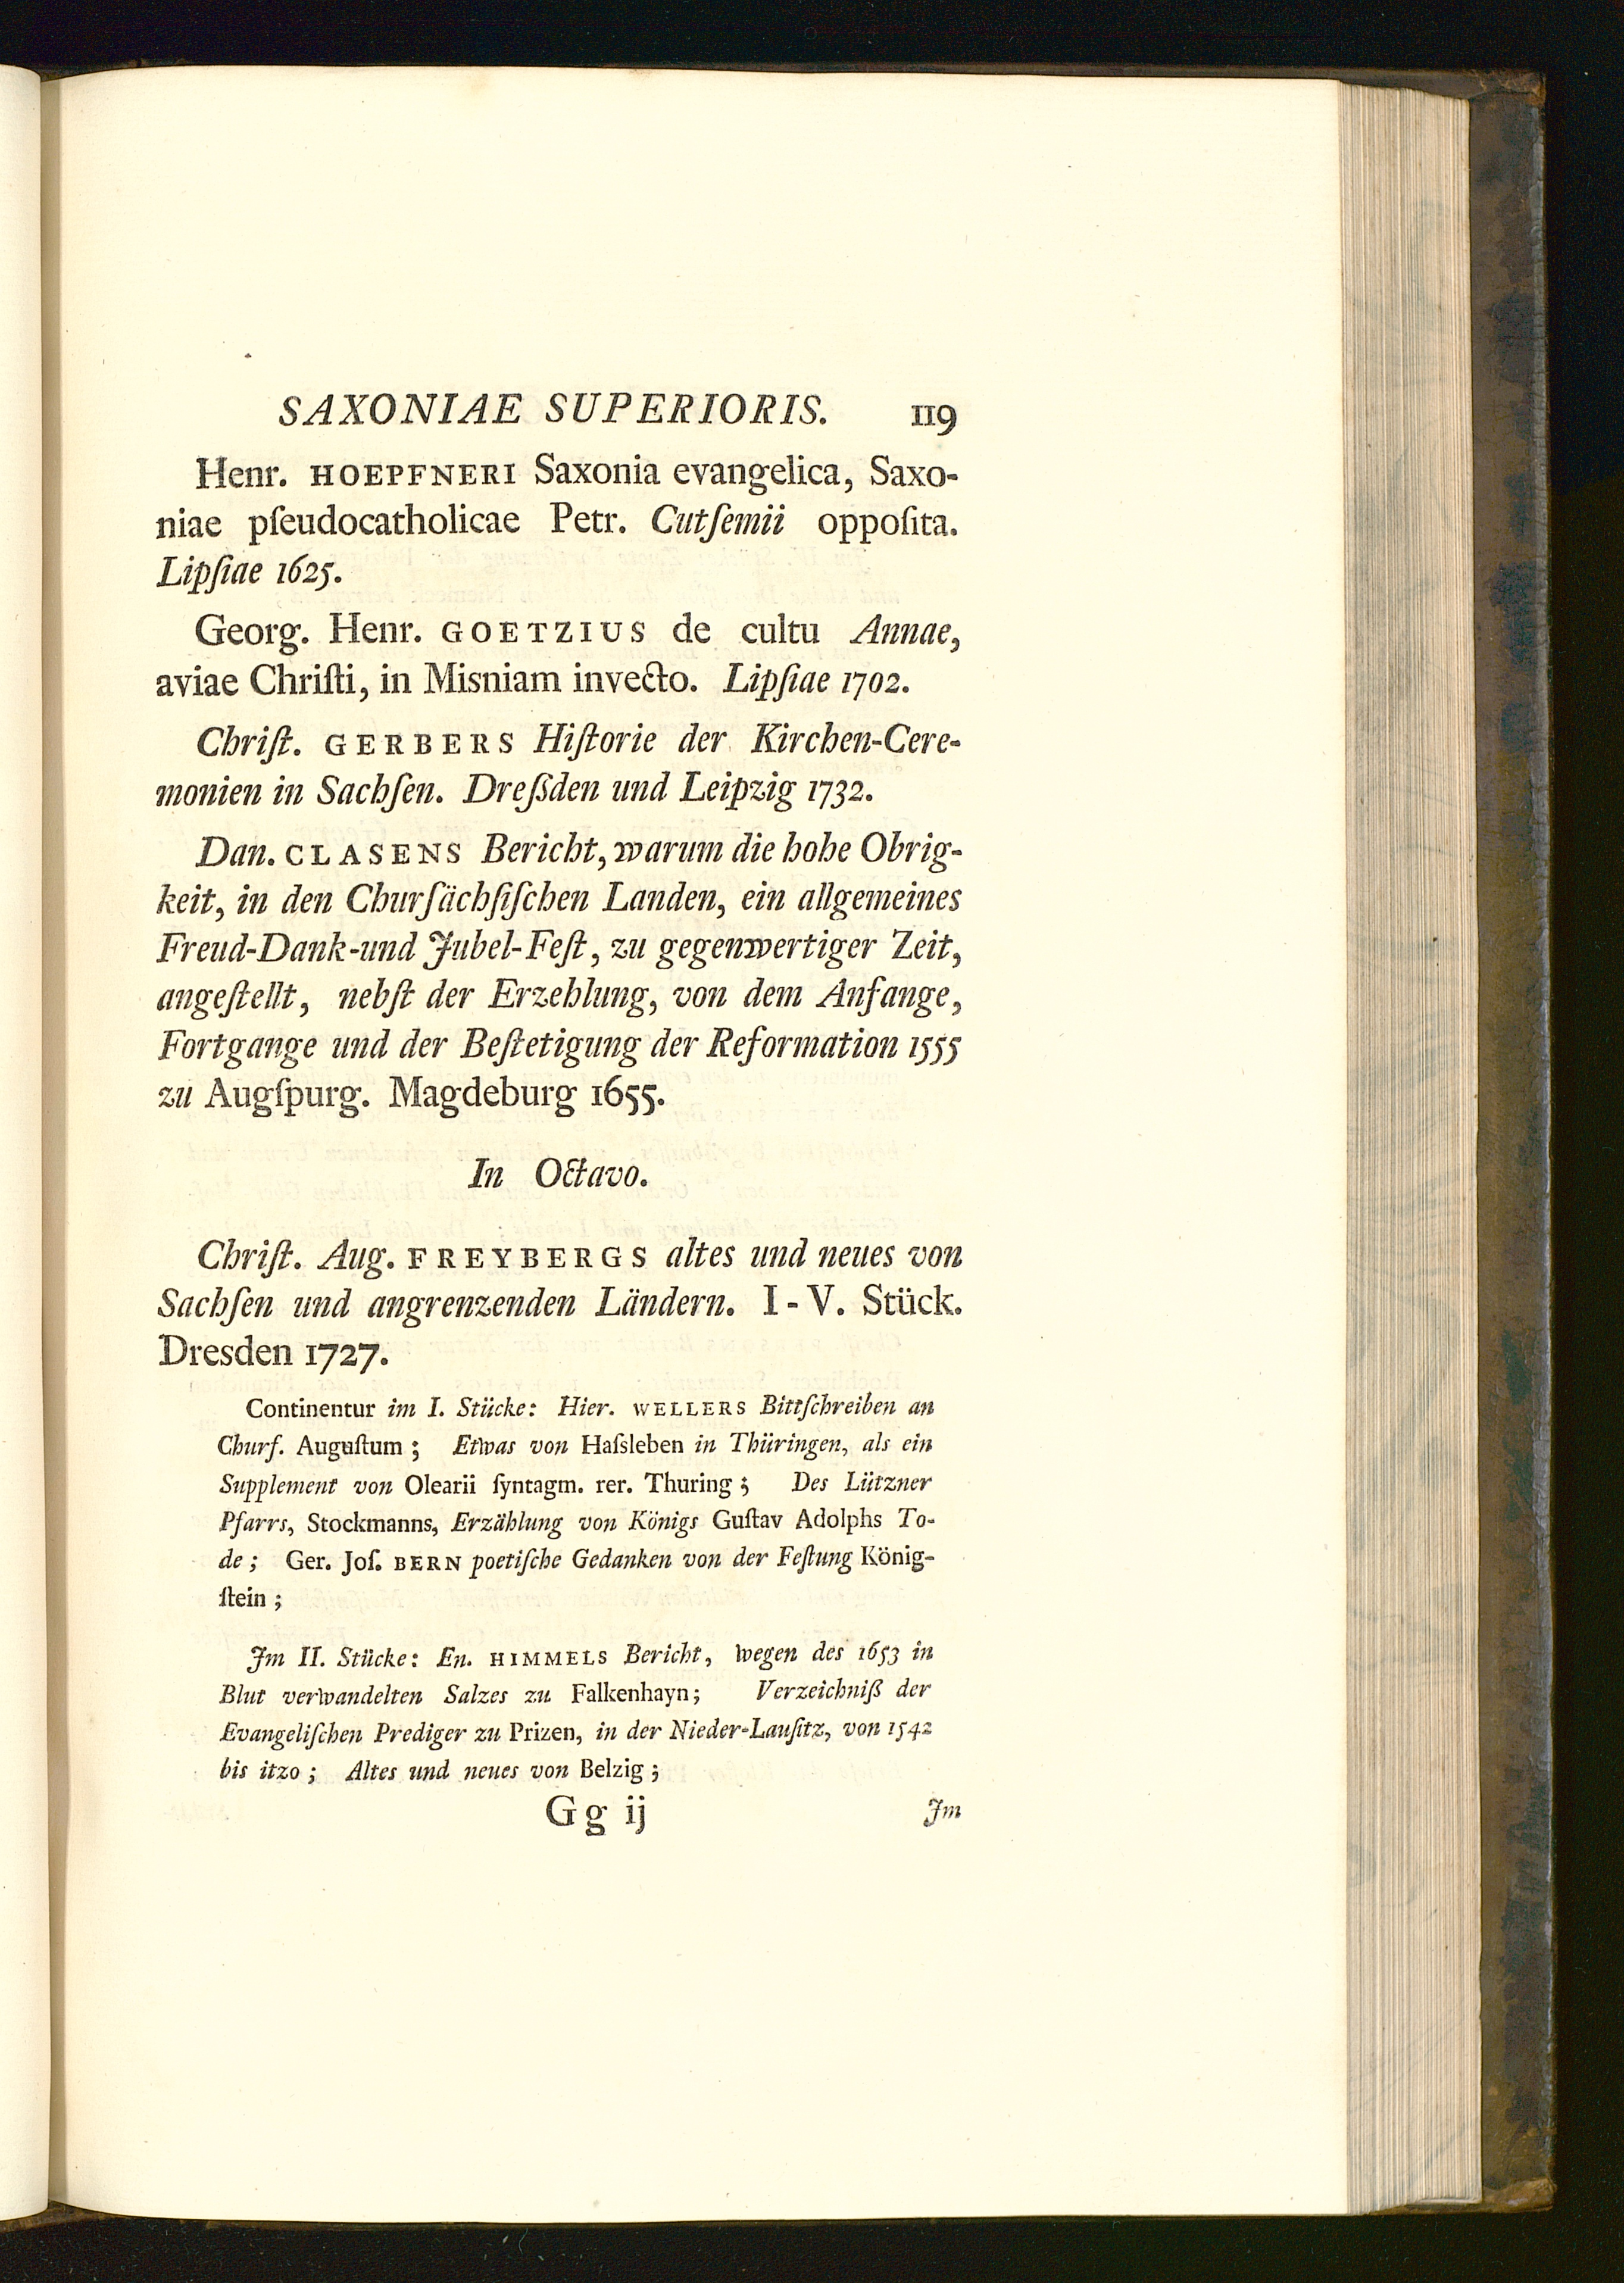 SAXONIAE SUPERIORIS. 119
Henr. HOEPFNERI Saxonia evangelica, Saxo-
niae pſeudocatholicae Petr. Cutſemii oppoſita.
Lipſiae 1625.
Georg. Henr. GOETZIUS de cultu Annae,
aviae Chriſti, in Misniam invecto. Lipſiae 1702.
Chriſt. GERBERS Hiſtorie der Kirchen-Cere-
monien in Sachſen. Dreßden und Leipzig 1732.
Dan. CLASENS Bericht, warum die hohe Obrig-
keit, in den Churſächſiſchen Landen, ein allgemeines
Freud-Dank-und Jubel-Feſt, zu gegenwertiger Zeit,
angeſtellt, nebſt der Erzehlung, von dem Anfange,
Fortgange und der Beſtetigung der Reformation 1555
zu Augſpurg. Magdeburg 1655.
In Octavo.
Chriſt. Aug. FREYBERGS altes und neues von
Sachſen und angrenzenden Ländern. I-V. Stück.
Dresden 1727.
Continentur im I. Stücke: Hier. WELLERS Bittſchreiben an
Churf. Auguſtum; Etwas von Haſsleben in Thüringen, als ein
Supplement von Olearii ſyntagm. rer. Thuring; Des Lützner
Pfarrs, Stockmanns, Erzählung von Königs Guſtav Adolphs To-
de; Ger. Joſ. BERN poetiſche Gedanken von der Feſtung König-
ſtein;
Jm II. Stücke: En. HIMMELS Bericht, wegen des 1653 in
Blut verwandelten Salzes zu Falkenhayn; Verzeichniß der
Evangeliſchen Prediger zu Prizen, in der Nieder-Lauſitz, von 1542
bis itzo; Altes und neues von Belzig;
Gg ij Jm